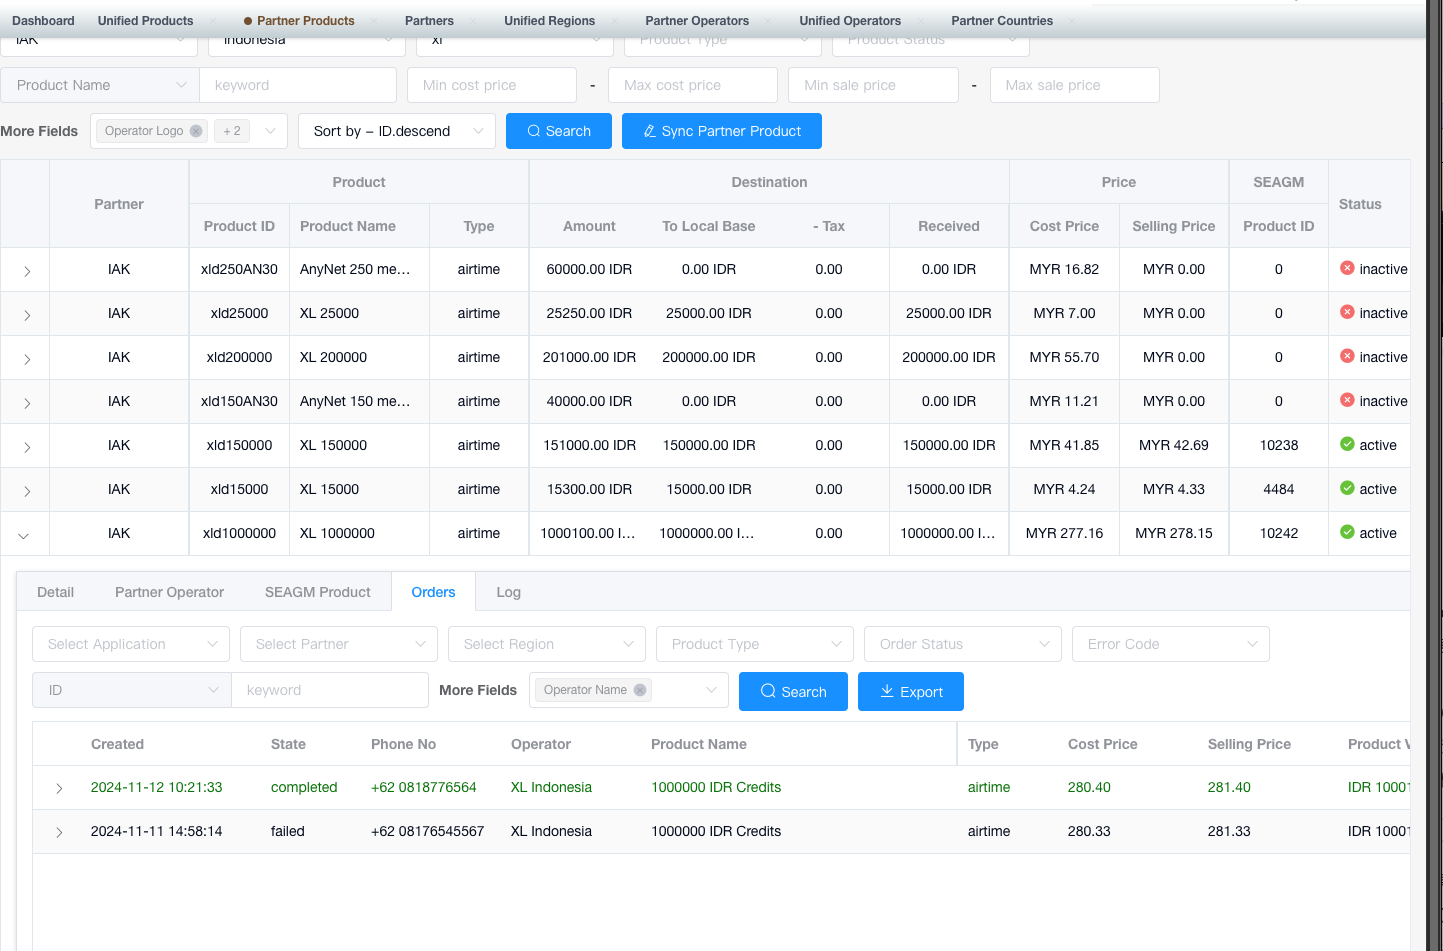 Dashboard Unified Products Partner Products Partners Unified Regions Partner Operators Unified Operators Partner Countries
IAK Indonesia xl Product Type Product Status
Product Name keyword Min cost price - Max cost price Min sale price - Max sale price
More Fields Operator Logo + 2 Sort by – ID.descend Search Sync Partner Product
Partner Product Destination Price SEAGM Status
Product ID Product Name Type Amount To Local Base - Tax Received Cost Price Selling Price Product ID
IAK xld250AN30 AnyNet 250 me... airtime 60000.00 IDR 0.00 IDR 0.00 0.00 IDR MYR 16.82 MYR 0.00 0 inactive
IAK xld25000 XL 25000 airtime 25250.00 IDR 25000.00 IDR 0.00 25000.00 IDR MYR 7.00 MYR 0.00 0 inactive
IAK xld200000 XL 200000 airtime 201000.00 IDR 200000.00 IDR 0.00 200000.00 IDR MYR 55.70 MYR 0.00 0 inactive
IAK xld150AN30 AnyNet 150 me... airtime 40000.00 IDR 0.00 IDR 0.00 0.00 IDR MYR 11.21 MYR 0.00 0 inactive
IAK xld150000 XL 150000 airtime 151000.00 IDR 150000.00 IDR 0.00 150000.00 IDR MYR 41.85 MYR 42.69 10238 active
IAK xld15000 XL 15000 airtime 15300.00 IDR 15000.00 IDR 0.00 15000.00 IDR MYR 4.24 MYR 4.33 4484 active
IAK xld1000000 XL 1000000 airtime 1000100.00 I... 1000000.00 I... 0.00 1000000.00 I... MYR 277.16 MYR 278.15 10242 active
Detail Partner Operator SEAGM Product Orders Log
Select Application Select Partner Select Region Product Type Order Status Error Code
ID keyword More Fields Operator Name Search Export
Created State Phone No Operator Product Name Type Cost Price Selling Price Product
2024-11-12 10:21:33 completed +62 0818776564 XL Indonesia 1000000 IDR Credits airtime 280.40 281.40 IDR 10001
2024-11-11 14:58:14 failed +62 08176545567 XL Indonesia 1000000 IDR Credits airtime 280.33 281.33 IDR 10001